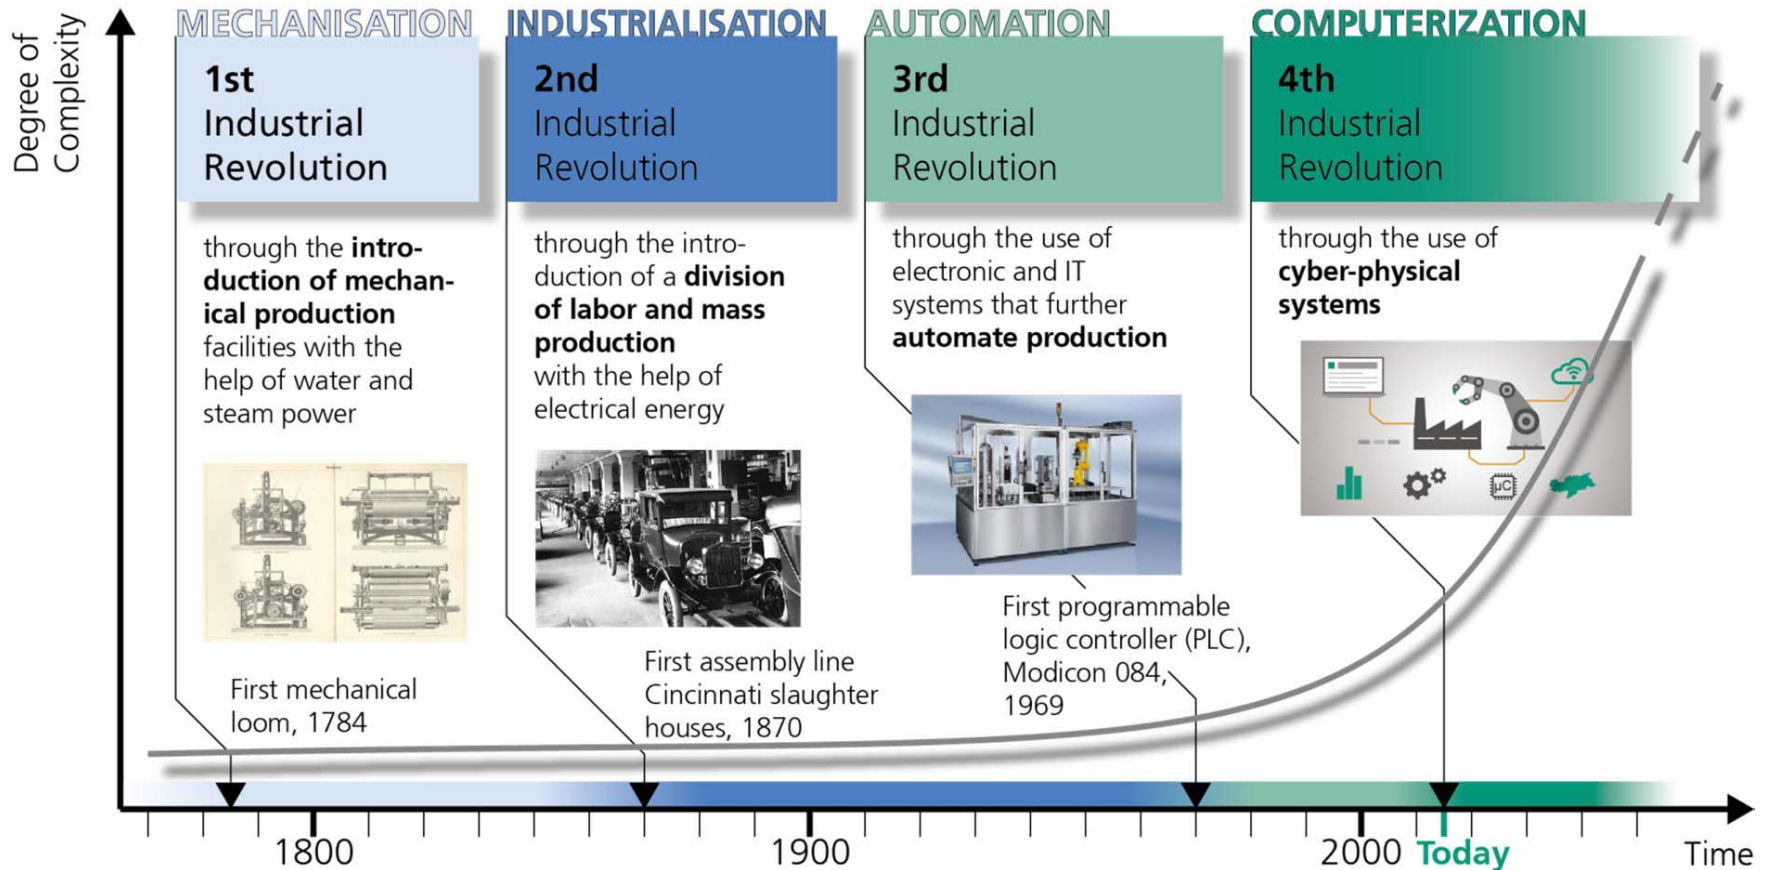 Degree of
Complexity
MECHANISATION
1st
Industrial
Revolution
through the intro-
duction of mechan-
ical production
facilities with the
help of water and
steam power
First mechanical
loom, 1784
INDUSTRIALISATION
2nd
Industrial
Revolution
through the intro-
duction of a division
of labor and mass
production
with the help of
electrical energy
First assembly line
Cincinnati slaughter
houses, 1870
AUTOMATION
3rd
Industrial
Revolution
through the use of
electronic and IT
systems that further
automate production
First programmable
logic controller (PLC),
Modicon 084,
1969
COMPUTERIZATION
4th
Industrial
Revolution
through the use of
cyber-physical
systems
µC
1800
1900
2000
Today
Time